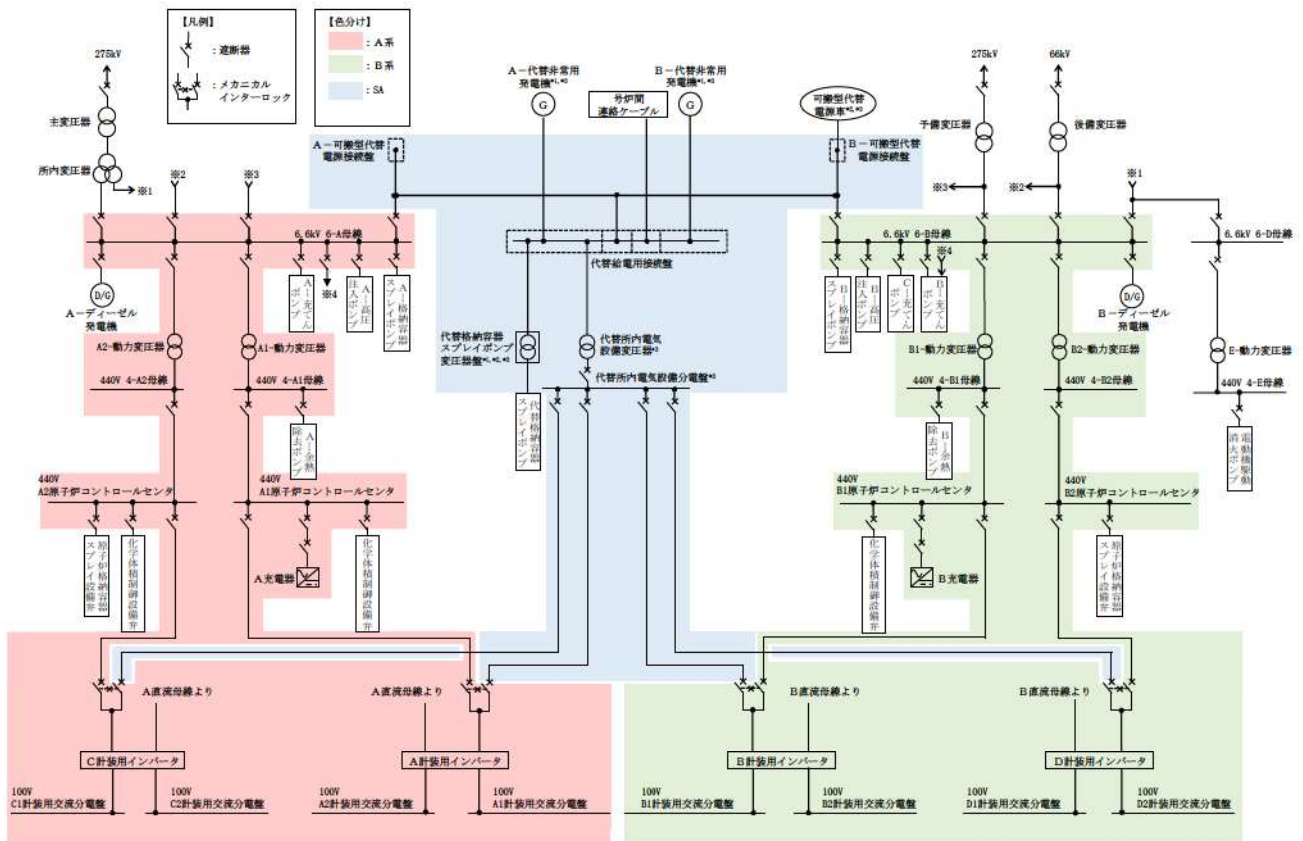 【凡例】
：遮断器
：メカニカル
インターロック
【色分け】
：A系
：B系
：SA
275kV
主変圧器
所内変圧器
※1
※2
※3
A－代替非常用
発電機*1,*3
G
号炉間
連絡ケーブル
B－代替非常用
発電機*1,*3
G
可搬型代替
電源車*2,*3
A－可搬型代替
電源接続盤
B－可搬型代替
電源接続盤
275kV
予備変圧器
※3
66kV
後備変圧器
※2
※1
6.6kV 6-A母線
代替給電用接続盤
6.6kV 6-B母線
6.6kV 6-D母線
D/G
A－ディーゼル
発電機
A－充てん
ポンプ
※4
A－高圧
注入ポンプ
A－格納容器
スプレイポンプ
代替格納容器
スプレイポンプ
変圧器盤*1,*2,*3
代替格納容器
スプレイポンプ
代替所内電気
設備変圧器*3
代替所内電気設備分電盤*3
B－格納容器
スプレイポンプ
B－高圧
注入ポンプ
C－充てん
ポンプ
※4
B－充てん
ポンプ
D/G
B－ディーゼル
発電機
A2-動力変圧器
A1-動力変圧器
B1-動力変圧器
B2-動力変圧器
E-動力変圧器
440V 4-A2母線
440V 4-A1母線
440V 4-B1母線
440V 4-B2母線
440V 4-E母線
A－余熱
除去ポンプ
B－余熱
除去ポンプ
電動機駆動
消火ポンプ
440V
A2原子炉コントロールセンタ
440V
A1原子炉コントロールセンタ
440V
B1原子炉コントロールセンタ
440V
B2原子炉コントロールセンタ
原子炉格納容器
スプレイ設備弁
化学体積制御設備弁
A充電器
化学体積制御設備弁
化学体積制御設備弁
B充電器
原子炉格納容器
スプレイ設備弁
A直流母線より
A直流母線より
B直流母線より
B直流母線より
C計装用インバータ
A計装用インバータ
B計装用インバータ
D計装用インバータ
100V
C1計装用交流分電盤
100V
C2計装用交流分電盤
100V
A2計装用交流分電盤
100V
A1計装用交流分電盤
100V
B1計装用交流分電盤
100V
B2計装用交流分電盤
100V
D1計装用交流分電盤
100V
D2計装用交流分電盤